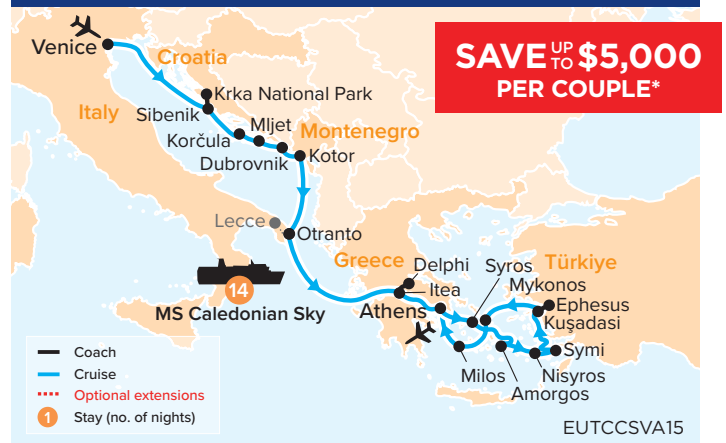 SAVE UP TO $5,000
PER COUPLE*
Venice
Croatia
Krka National Park
Italy
Sibenik
Mljet
Korčula
Montenegro
Dubrovnik
Kotor
Lecce
Otranto
Greece
Delphi
Syros
Türkiye
Itea
Mykonos
14
Ephesus
MS Caledonian Sky
Athens
Kuşadasi
Symi
Milos
Nisyros
Amorgos
Coach
Cruise
Optional extensions
1 Stay (no. of nights)
EUTCCSVA15